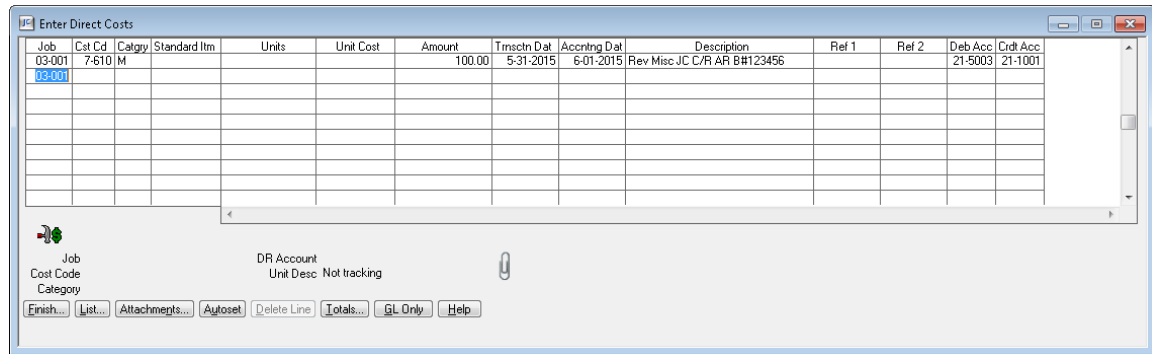 JC Enter Direct Costs
Job Cst Cd Catgry Standard Itm Units Unit Cost Amount Trnsctn Dat Accntng Dat Description Ref 1 Ref 2 Deb Acc Crdt Acc
03-001 7-610 M 100.00 5-31-2015 6-01-2015 Rev Misc JC C/R AR B#123456 21-5003 21-1001
03-001
Job DR Account
Cost Code Unit Desc Not tracking
Category
Finish... List... Attachments... Autoset Delete Line Totals... GL Only Help